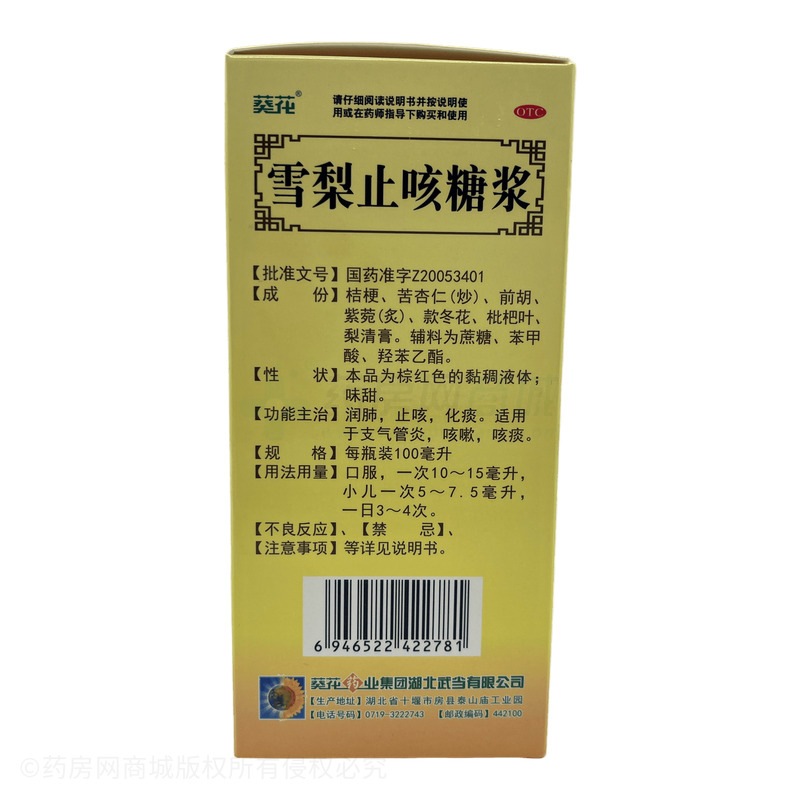 葵花®
请仔细阅读说明书并按说明使
用或在药师指导下购买和使用
OTC
雪梨止咳糖浆
【批准文号】国药准字Z20053401
【成　份】桔梗、苦杏仁(炒)、前胡、
紫菀(炙)、款冬花、枇杷叶、
梨清膏。辅料为蔗糖、苯甲
酸、羟苯乙酯。
【性　状】本品为棕红色的黏稠液体；
味甜。
【功能主治】润肺，止咳，化痰。适用
于支气管炎，咳嗽，咳痰。
【规　格】每瓶装100毫升
【用法用量】口服，一次10～15毫升，
小儿一次5～7.5毫升，
一日3～4次。
【不良反应】、【禁　忌】、
【注意事项】等详见说明书。
6 946522 422781
葵花药业集团湖北武当有限公司
【生产地址】湖北省十堰市房县泰山庙工业园
【电话号码】0719-3222743 【邮政编码】442100
©药房网商城版权所有侵权必究